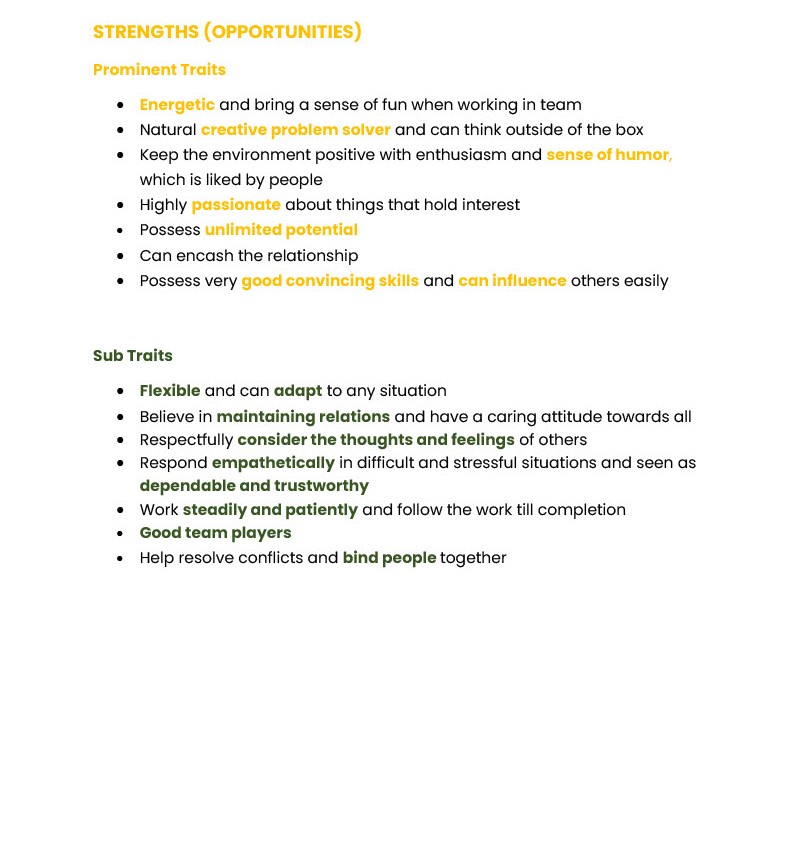 STRENGTHS (OPPORTUNITIES)
Prominent Traits
• Energetic and bring a sense of fun when working in team
• Natural creative problem solver and can think outside of the box
• Keep the environment positive with enthusiasm and sense of humor,
which is liked by people
• Highly passionate about things that hold interest
• Possess unlimited potential
• Can encash the relationship
• Possess very good convincing skills and can influence others easily
Sub Traits
• Flexible and can adapt to any situation
• Believe in maintaining relations and have a caring attitude towards all
• Respectfully consider the thoughts and feelings of others
• Respond empathetically in difficult and stressful situations and seen as
dependable and trustworthy
• Work steadily and patiently and follow the work till completion
• Good team players
• Help resolve conflicts and bind people together